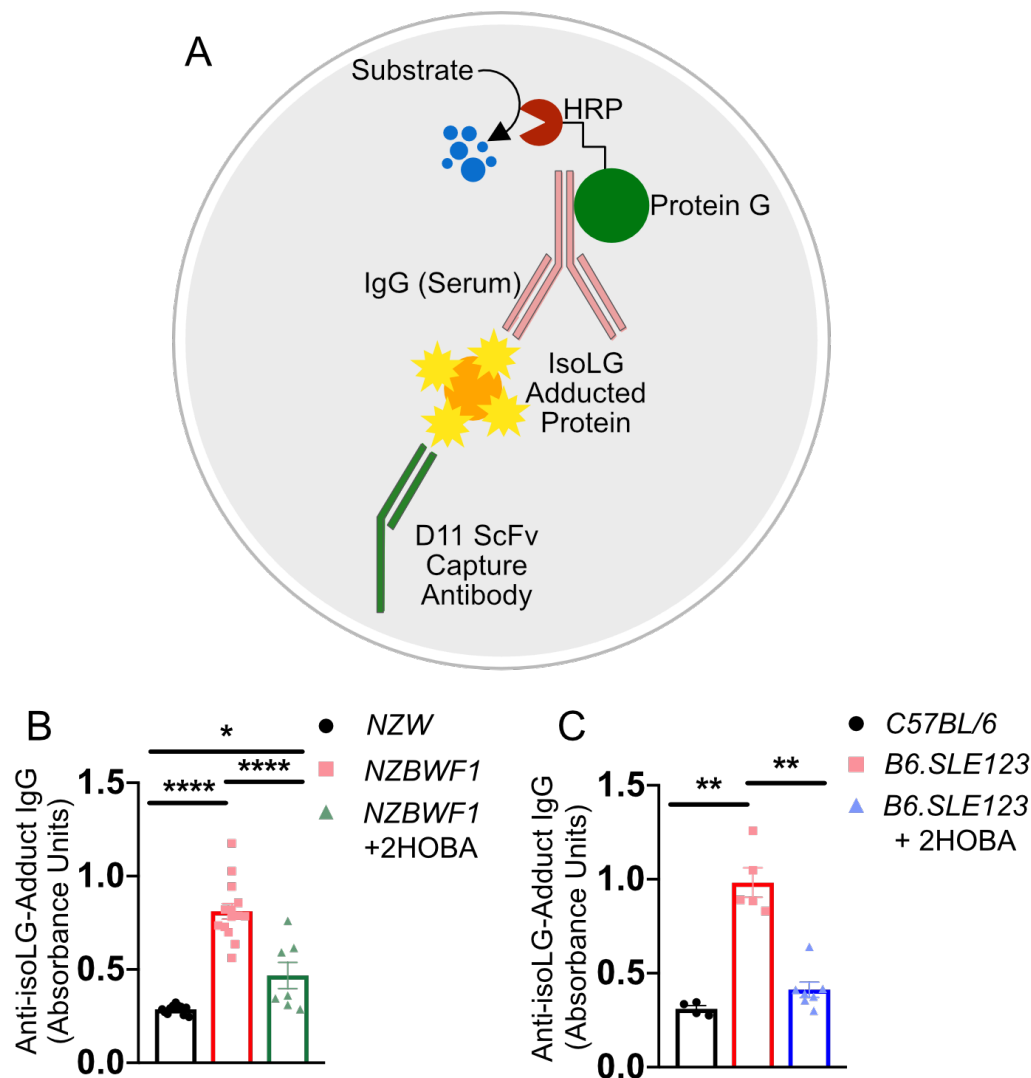 A
Substrate
HRP
Protein G
IgG (Serum)
IsoLG
Adducted
Protein
D11 ScFv
Capture
Antibody
B
NZW
NZBWF1
NZBWF1
+2HOBA
*
****
****
Anti-isoLG-Adduct IgG
(Absorbance Units)
1.5
1.0
0.5
0.0
C
C57BL/6
B6.SLE123
B6.SLE123
+ 2HOBA
**
**
Anti-isoLG-Adduct IgG
(Absorbance Units)
1.5
1.0
0.5
0.0